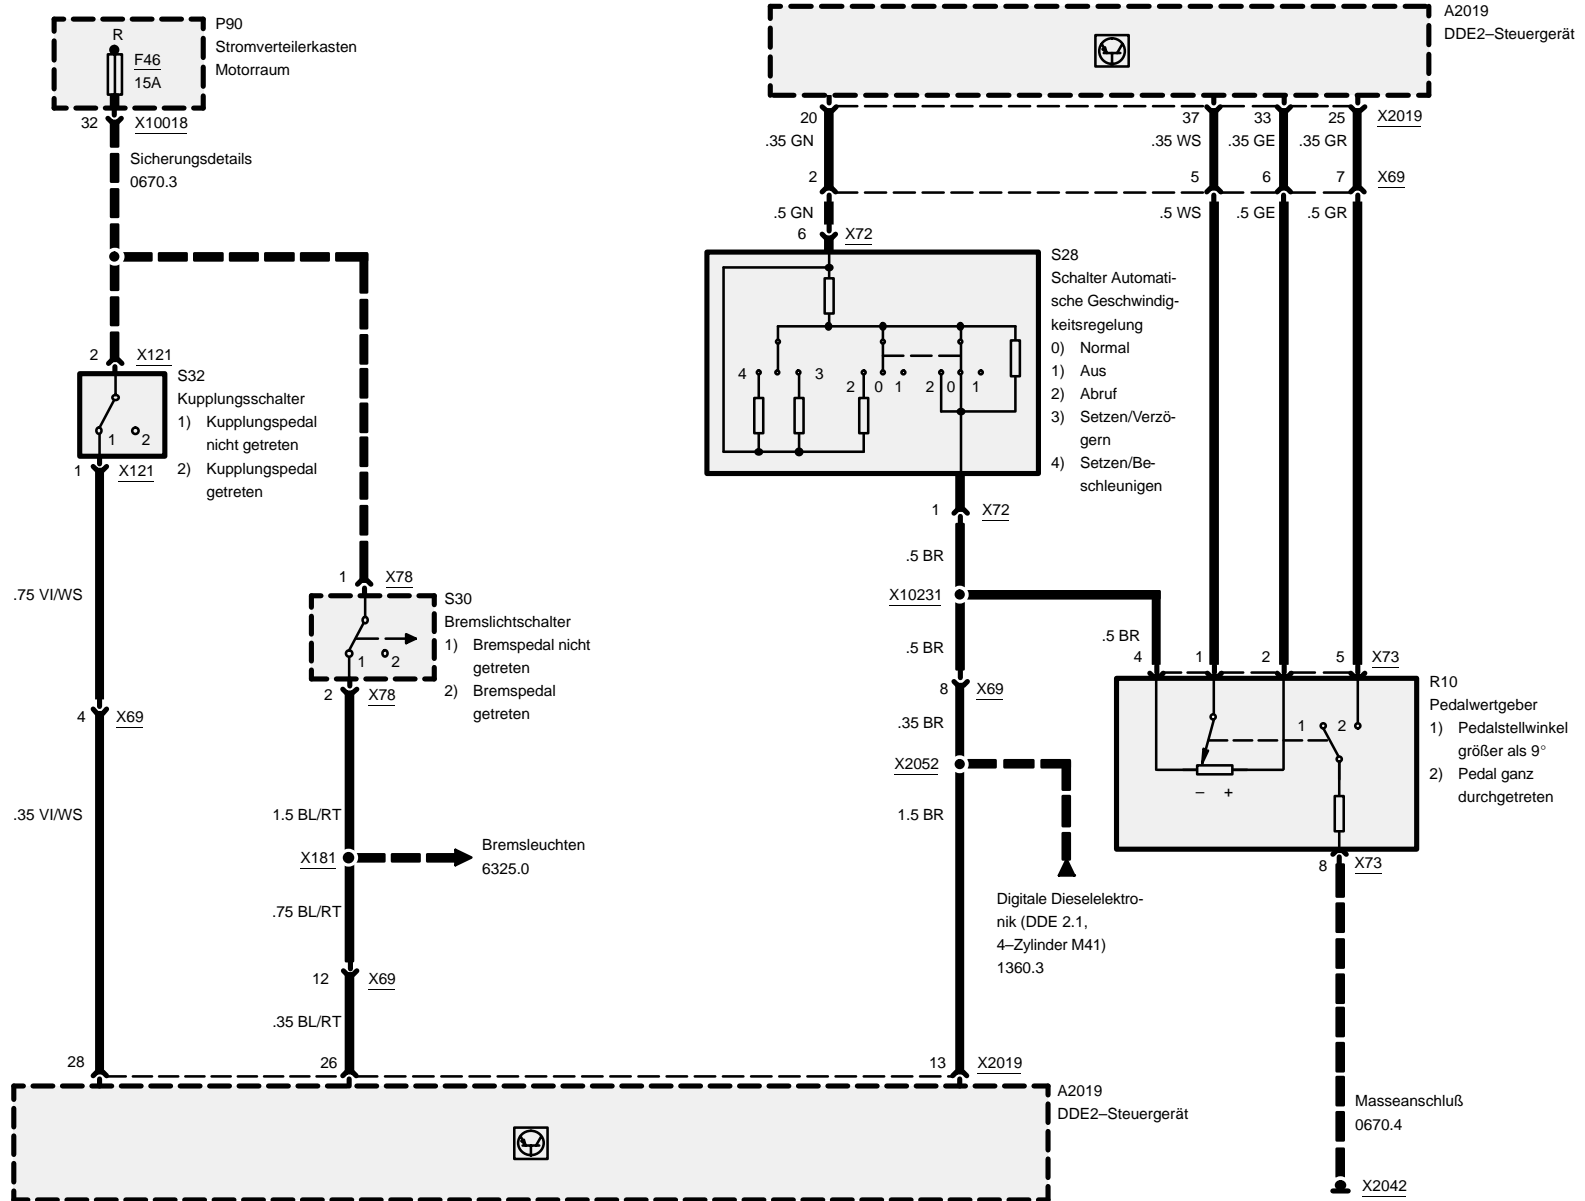 R
F46
15A
P90
Stromverteilerkasten
Motorraum
32 X10018
Sicherungsdetails
0670.3
2 X121
S32
Kupplungsschalter
1) Kupplungspedal
nicht getreten
2) Kupplungspedal
getreten
1 2
1 X121
.75 VI/WS
4 X69
.35 VI/WS
28
1 X78
S30
Bremslichtschalter
1) Bremspedal nicht
getreten
2) Bremspedal
getreten
1 2
2 X78
1.5 BL/RT
X181
Bremsleuchten
6325.0
.75 BL/RT
12 X69
.35 BL/RT
26
A2019
DDE2–Steuergerät
20 37 33 25 X2019
.35 GN .35 WS .35 GE .35 GR
2 5 6 7 X69
.5 GN .5 WS .5 GE .5 GR
6 X72
S28
Schalter Automati-
sche Geschwindig-
keitsregelung
0) Normal
1) Aus
2) Abruf
3) Setzen/Verzö-
gern
4) Setzen/Be-
schleunigen
4 3 2 0 1 2 0 1
1 X72
.5 BR
X10231
.5 BR
.5 BR
8 X69
.35 BR
X2052
1.5 BR
Digitale Dieselelektro-
nik (DDE 2.1,
4–Zylinder M41)
1360.3
13 X2019
4 1 2 5 X73
R10
Pedalwertgeber
1) Pedalstellwinkel
größer als 9°
2) Pedal ganz
durchgetreten
1 2
– +
8 X73
Masseanschluß
0670.4
X2042
A2019
DDE2–Steuergerät